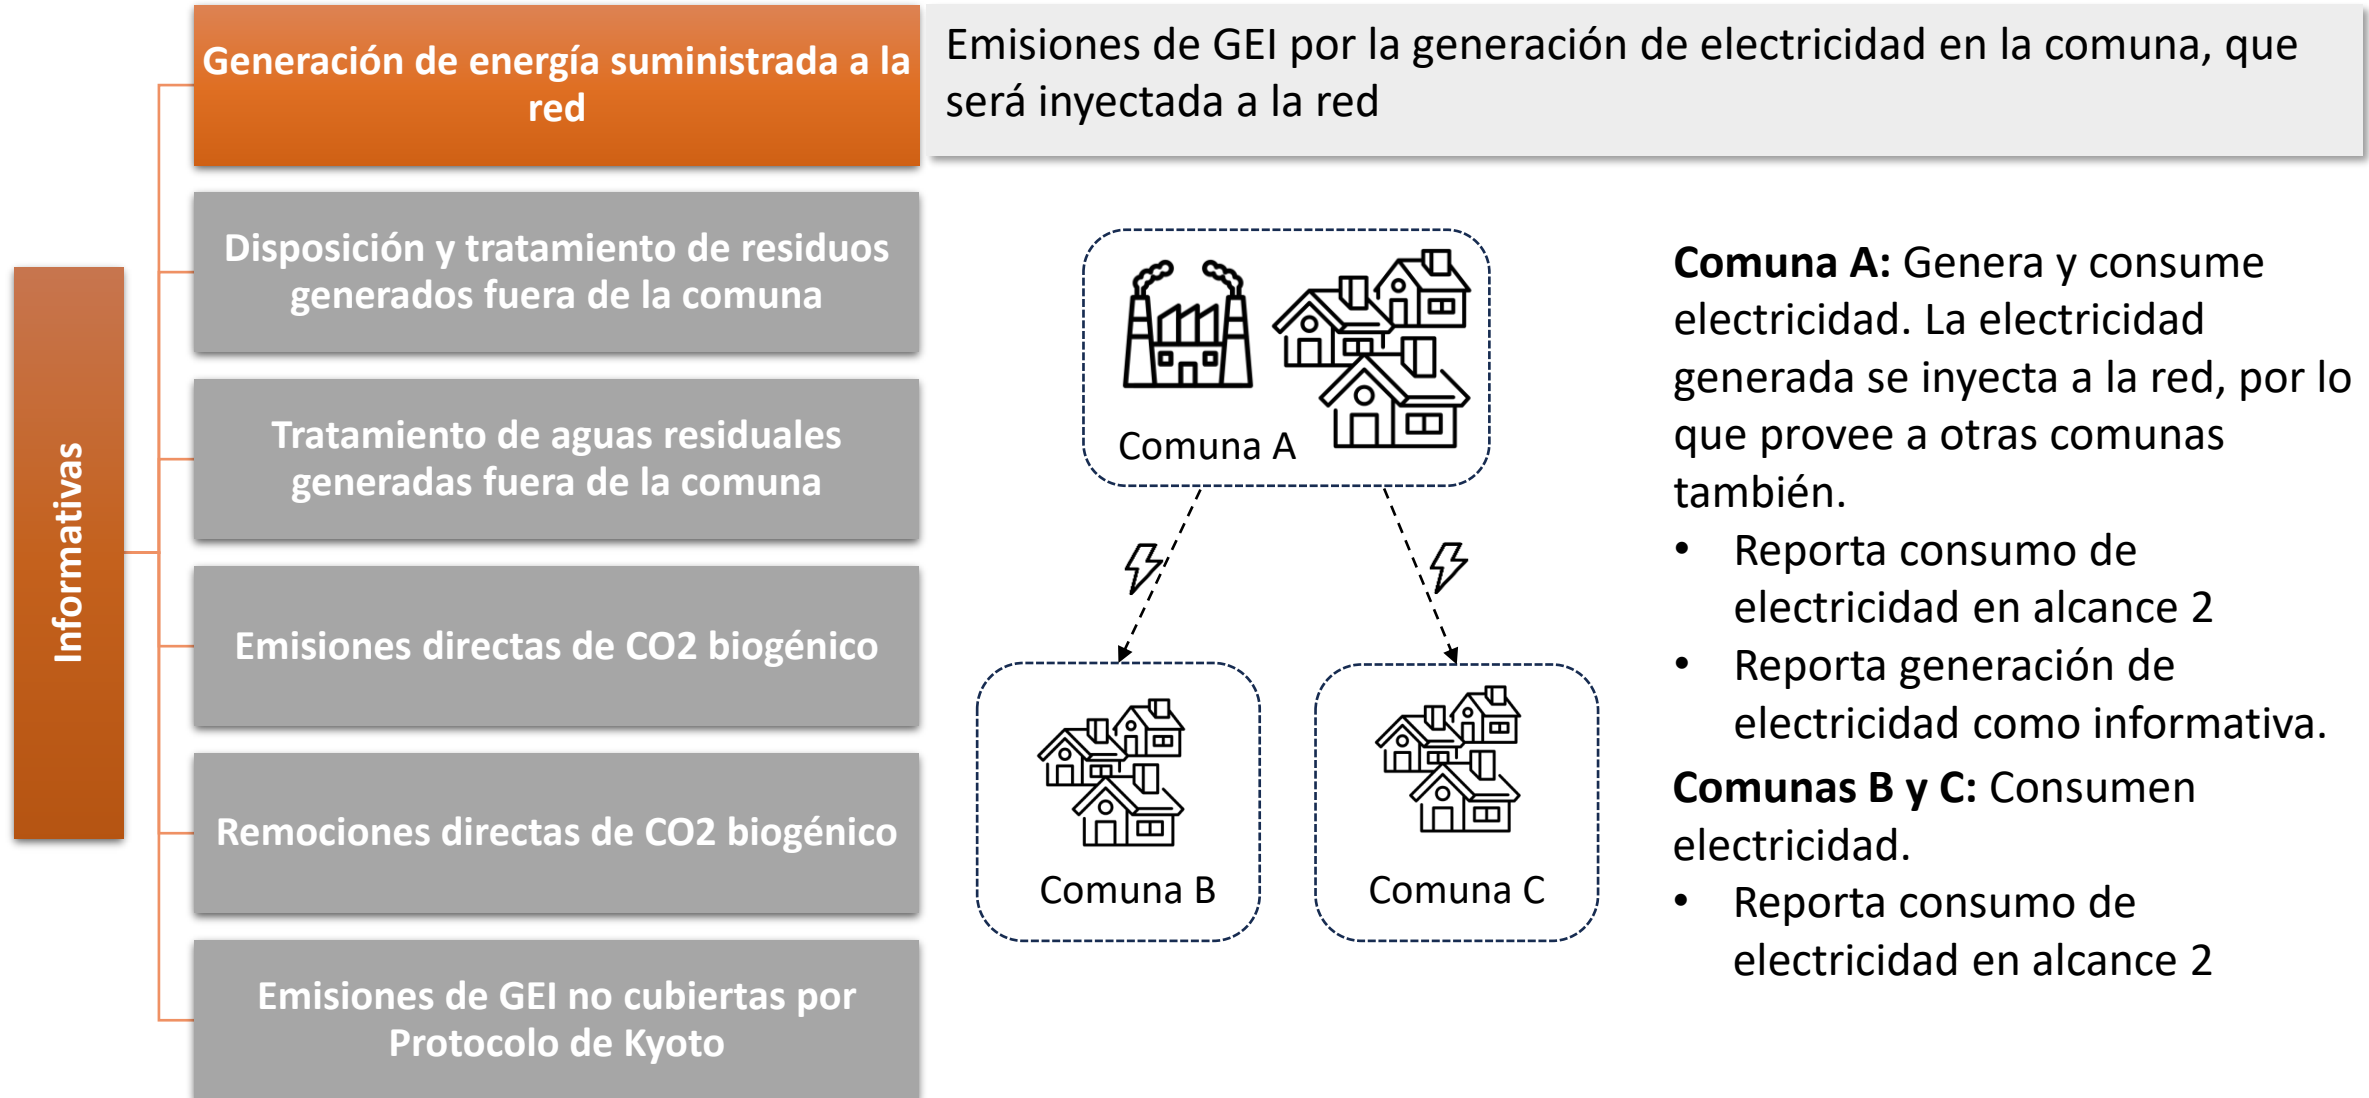 Informativas
Generación de energía suministrada a la
red
Disposición y tratamiento de residuos
generados fuera de la comuna
Tratamiento de aguas residuales
generadas fuera de la comuna
Emisiones directas de CO2 biogénico
Remociones directas de CO2 biogénico
Emisiones de GEI no cubiertas por
Protocolo de Kyoto
Emisiones de GEI por la generación de electricidad en la comuna, que
será inyectada a la red
Comuna A
Comuna B
Comuna C
Comuna A: Genera y consume
electricidad. La electricidad
generada se inyecta a la red, por lo
que provee a otras comunas
también.
• Reporta consumo de
electricidad en alcance 2
• Reporta generación de
electricidad como informativa.
Comunas B y C: Consumen
electricidad.
• Reporta consumo de
electricidad en alcance 2